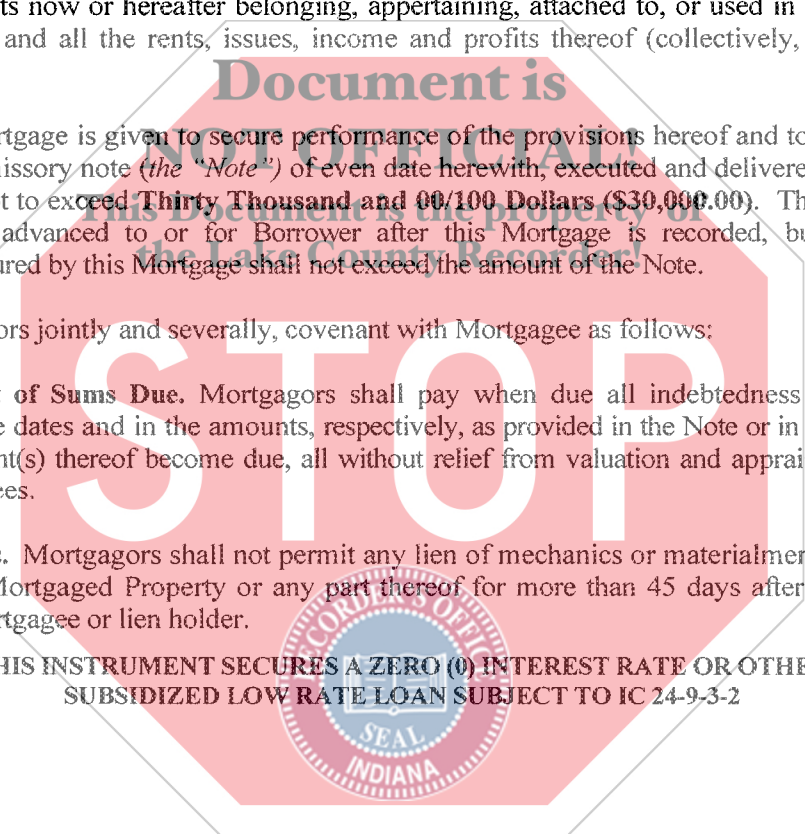 ts now or hereafter belonging, appertaining, attached to, or used in
and all the rents, issues, income and profits thereof (collectively,
Document is
NOT OFFICIAL!
rtgage is given to secure performance of the provisions hereof and to
missory note (the “Note”) of even date herewith, executed and delivere
t to exceed Thirty Thousand and 00/100 Dollars ($30,000.00). Th
This Document is the property of
advanced to or for Borrower after this Mortgage is recorded, bu
the Lake County Recorder!
ured by this Mortgage shall not exceed the amount of the Note.
ors jointly and severally, covenant with Mortgagee as follows:
STOP
of Sums Due. Mortgagors shall pay when due all indebtedness
e dates and in the amounts, respectively, as provided in the Note or in
nt(s) thereof become due, all without relief from valuation and apprai
es.
. Mortgagors shall not permit any lien of mechanics or materialmen
Mortgaged Property or any part thereof for more than 45 days after
rtgagee or lien holder.
HIS INSTRUMENT SECURES A ZERO (0) INTEREST RATE OR OTHE
SUBSIDIZED LOW RATE LOAN SUBJECT TO IC 24-9-3-2
RECORDER'S OFFICE
SEAL
INDIANA